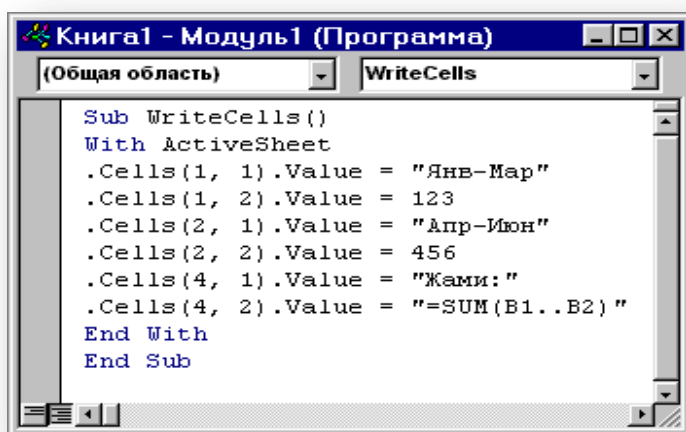 Книга1 - Модуль1 (Программа)
(Общая область) WriteCells
Sub WriteCells()
With ActiveSheet
.Cells(1, 1).Value = "Янв-Мар"
.Cells(1, 2).Value = 123
.Cells(2, 1).Value = "Апр-Июн"
.Cells(2, 2).Value = 456
.Cells(4, 1).Value = "Жами:"
.Cells(4, 2).Value = "=SUM(B1..B2)"
End With
End Sub